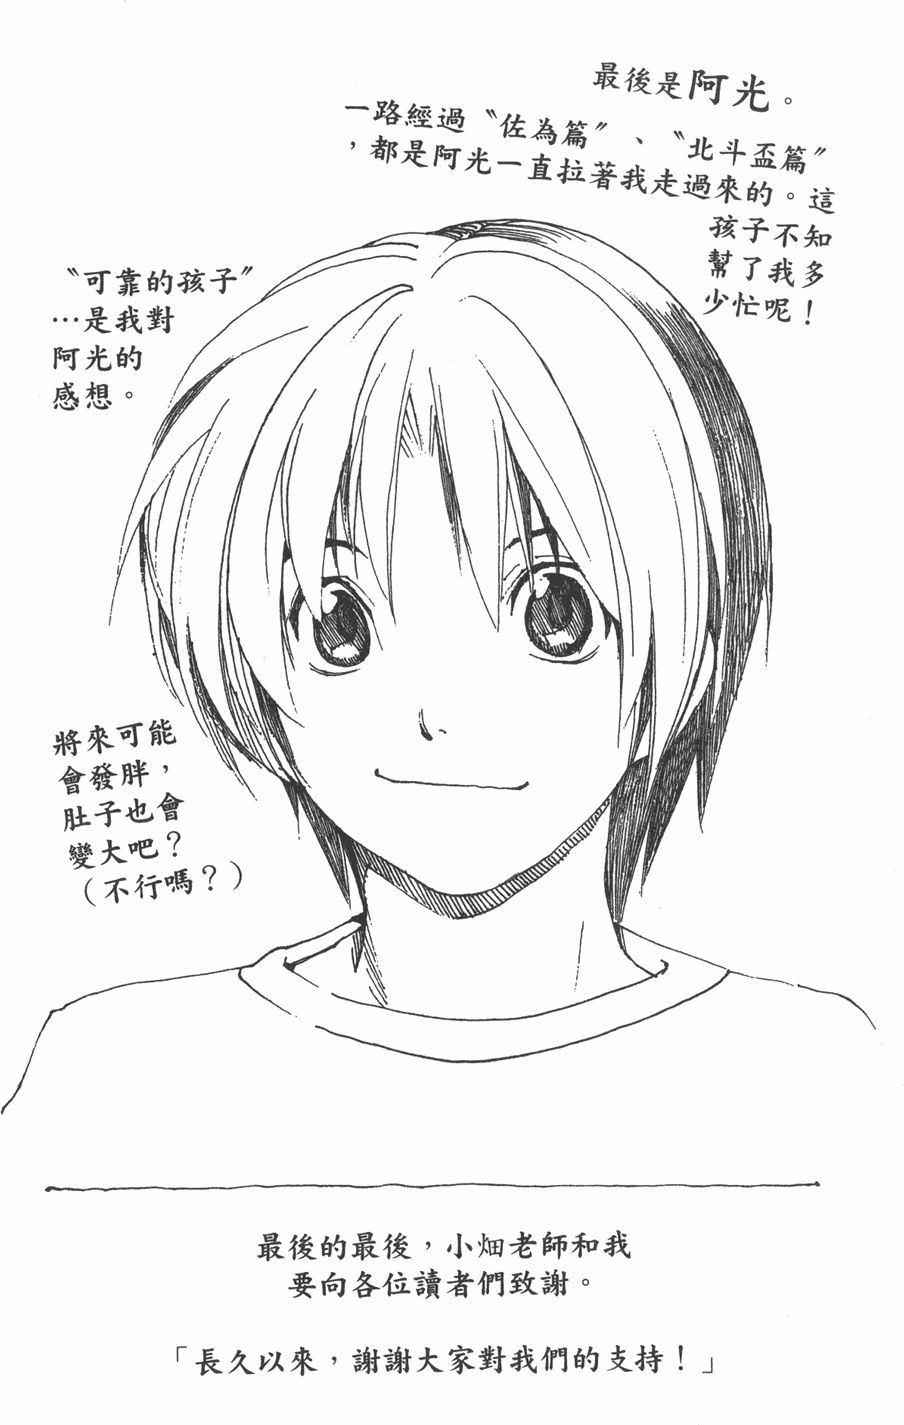 最後是阿光。
一路經過〝佐為篇〞、〝北斗盃篇〞
，都是阿光一直拉著我走過來的。這
孩子不知
幫了我多
少忙呢！
〝可靠的孩子〞
…是我對
阿光的
感想。
將來可能
會發胖，
肚子也會
變大吧？
（不行嗎？）
最後的最後，小畑老師和我
要向各位讀者們致謝。
「長久以來，謝謝大家對我們的支持！」